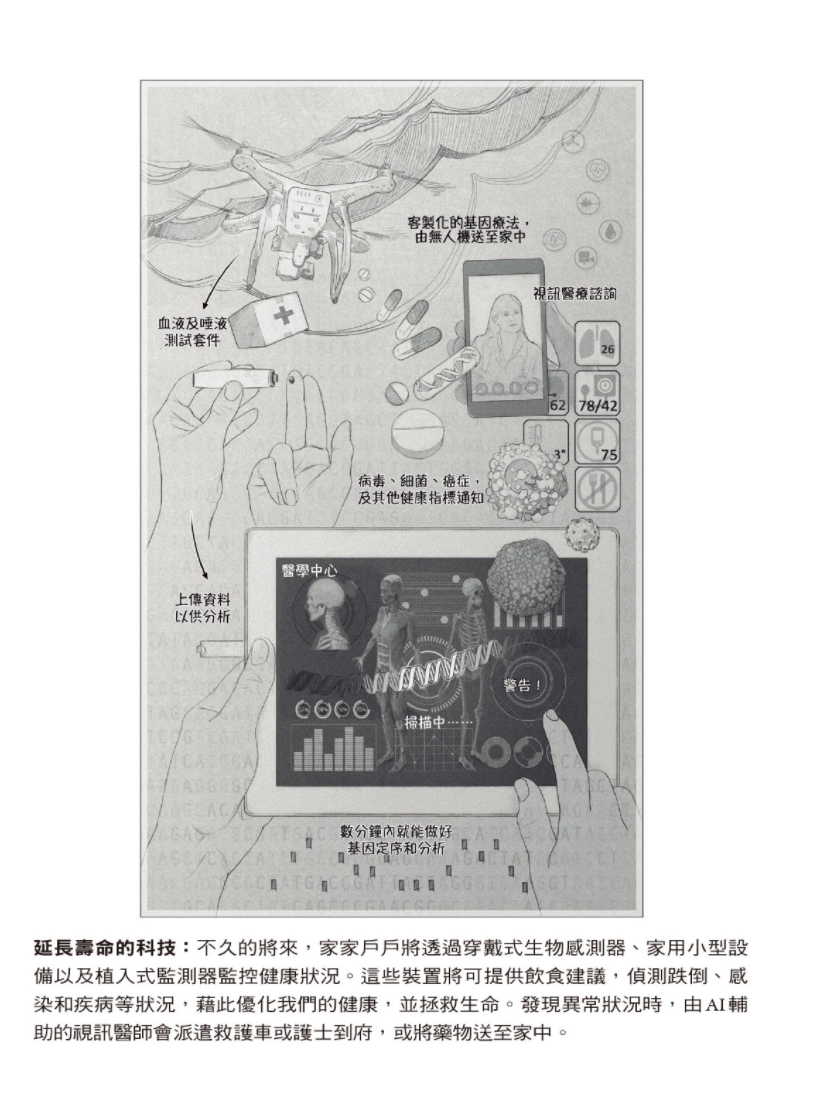 客製化的基因療法，
由無人機送至家中
視訊醫療諮詢
血液及唾液
測試套件
26
62
78/42
3°
75
病毒、細菌、癌症，
及其他健康指標通知
醫學中心
上傳資料
以供分析
警告！
掃描中……
數分鐘內就能做好
基因定序和分析
延長壽命的科技：不久的將來，家家戶戶將透過穿戴式生物感測器、家用小型設
備以及植入式監測器監控健康狀況。這些裝置將可提供飲食建議，偵測跌倒、感
染和疾病等狀況，藉此優化我們的健康，並拯救生命。發現異常狀況時，由AI輔
助的視訊醫師會派遣救護車或護士到府，或將藥物送至家中。